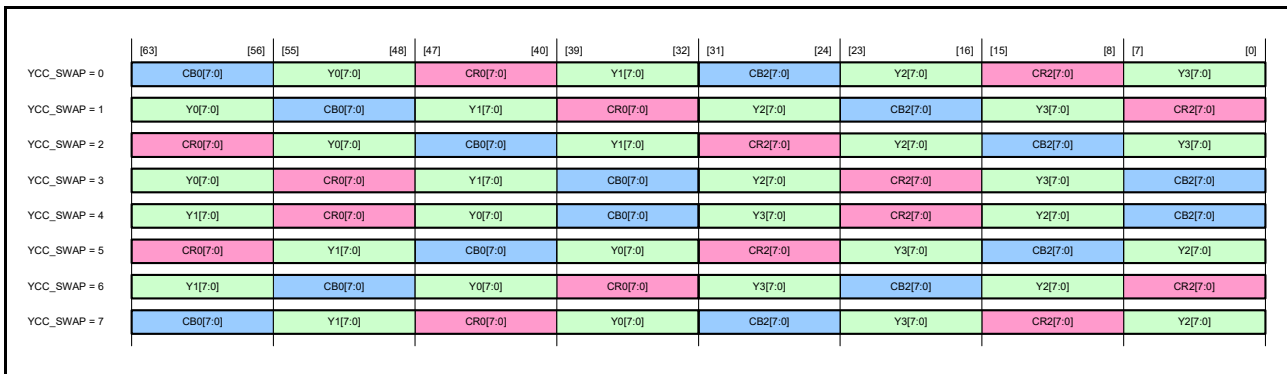 [63] [56] [55] [48] [47] [40] [39] [32] [31] [24] [23] [16] [15] [8] [7] [0]
YCC_SWAP = 0 CB0[7:0] Y0[7:0] CR0[7:0] Y1[7:0] CB2[7:0] Y2[7:0] CR2[7:0] Y3[7:0]
YCC_SWAP = 1 Y0[7:0] CB0[7:0] Y1[7:0] CR0[7:0] Y2[7:0] CB2[7:0] Y3[7:0] CR2[7:0]
YCC_SWAP = 2 CR0[7:0] Y0[7:0] CB0[7:0] Y1[7:0] CR2[7:0] Y2[7:0] CB2[7:0] Y3[7:0]
YCC_SWAP = 3 Y0[7:0] CR0[7:0] Y1[7:0] CB0[7:0] Y2[7:0] CR2[7:0] Y3[7:0] CB2[7:0]
YCC_SWAP = 4 Y1[7:0] CR0[7:0] Y0[7:0] CB0[7:0] Y3[7:0] CR2[7:0] Y2[7:0] CB2[7:0]
YCC_SWAP = 5 CR0[7:0] Y1[7:0] CB0[7:0] Y0[7:0] CR2[7:0] Y3[7:0] CB2[7:0] Y2[7:0]
YCC_SWAP = 6 Y1[7:0] CB0[7:0] Y0[7:0] CR0[7:0] Y3[7:0] CB2[7:0] Y2[7:0] CR2[7:0]
YCC_SWAP = 7 CB0[7:0] Y1[7:0] CR0[7:0] Y0[7:0] CB2[7:0] Y3[7:0] CR2[7:0] Y2[7:0]